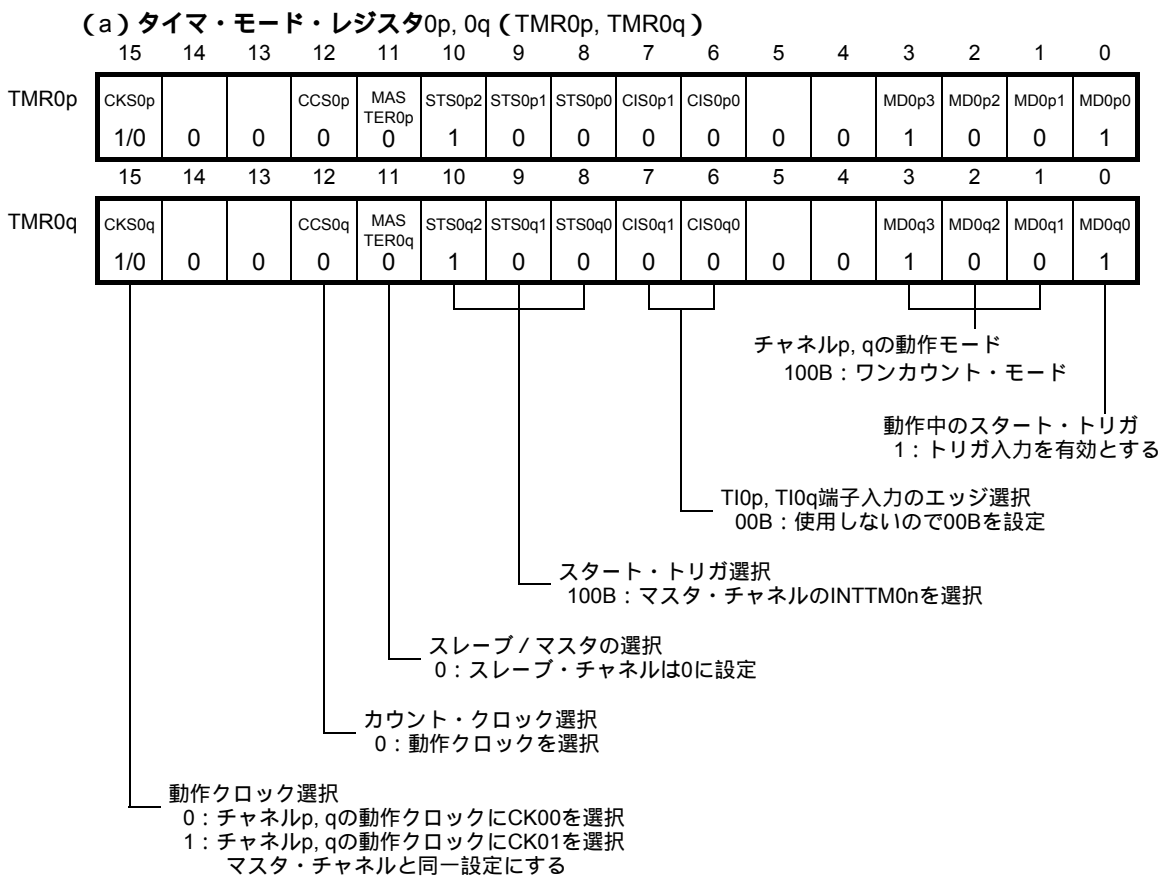 （a）タイマ・モード・レジスタ0p, 0q（TMR0p, TMR0q）
15 14 13 12 11 10 9 8 7 6 5 4 3 2 1 0
TMR0p CKS0p CCS0p MAS TER0p STS0p2 STS0p1 STS0p0 CIS0p1 CIS0p0 MD0p3 MD0p2 MD0p1 MD0p0
1/0 0 0 0 0 1 0 0 0 0 0 0 1 0 0 1
15 14 13 12 11 10 9 8 7 6 5 4 3 2 1 0
TMR0q CKS0q CCS0q MAS TER0q STS0q2 STS0q1 STS0q0 CIS0q1 CIS0q0 MD0q3 MD0q2 MD0q1 MD0q0
1/0 0 0 0 0 1 0 0 0 0 0 0 1 0 0 1
チャネルp, qの動作モード
100B：ワンカウント・モード
動作中のスタート・トリガ
1：トリガ入力を有効とする
TI0p, TI0q端子入力のエッジ選択
00B：使用しないので00Bを設定
スタート・トリガ選択
100B：マスタ・チャネルのINTTM0nを選択
スレーブ／マスタの選択
0：スレーブ・チャネルは0に設定
カウント・クロック選択
0：動作クロックを選択
動作クロック選択
0：チャネルp, qの動作クロックにCK00を選択
1：チャネルp, qの動作クロックにCK01を選択
マスタ・チャネルと同一設定にする